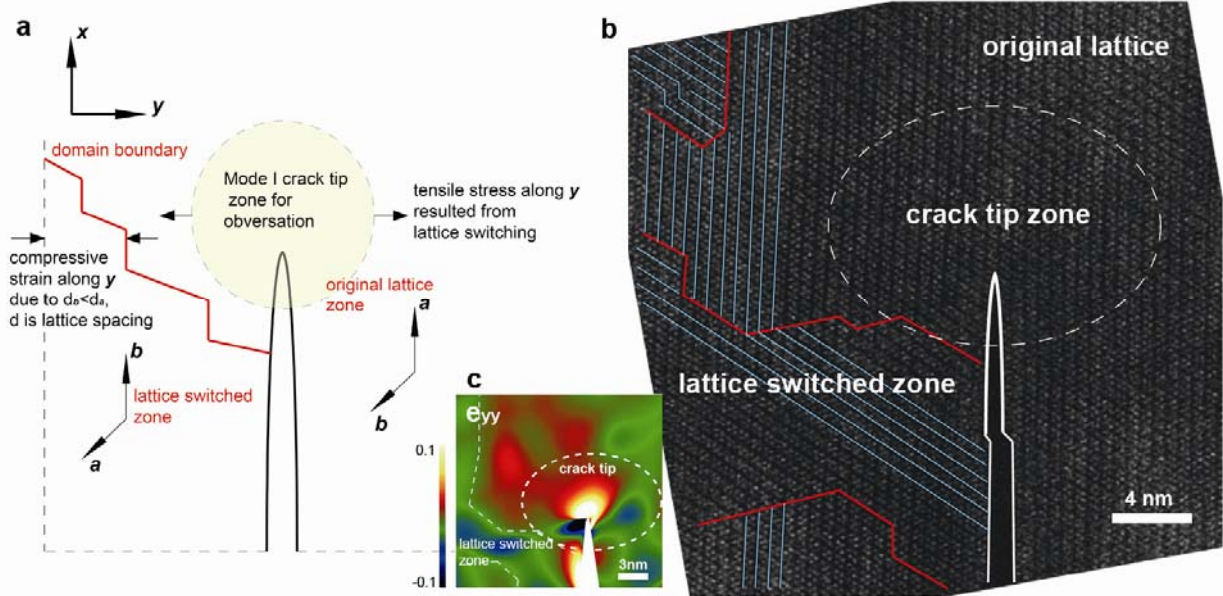 a
x
y
domain boundary
Mode I crack tip
zone for
obversation
tensile stress along y
resulted from
lattice switching
compressive
strain along y
due to dₙ<dₐ,
d is lattice spacing
original lattice
zone
a
b
b
lattice switched
zone
a
c
eyy
0.1
-0.1
crack tip
lattice switched
zone
3nm
b
original lattice
crack tip zone
lattice switched zone
4 nm